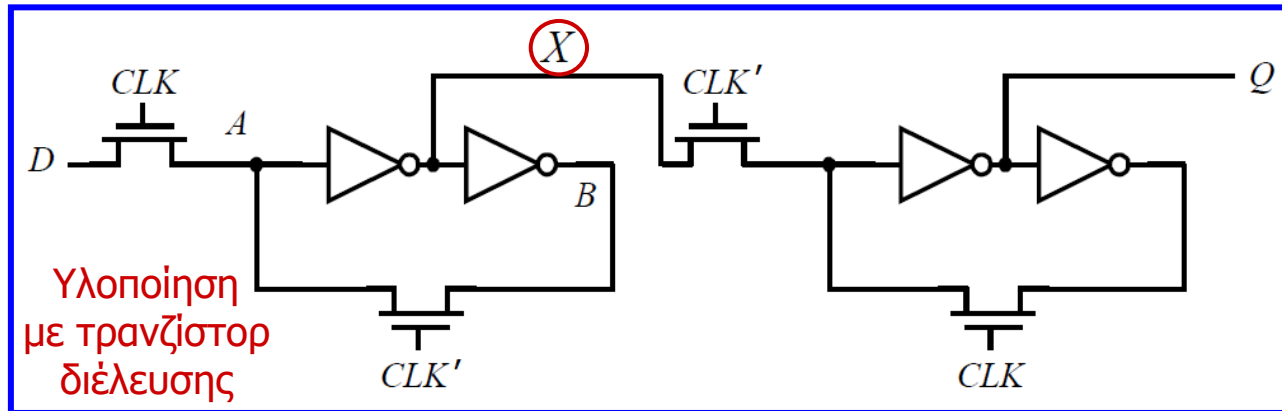 X
CLK
CLK'
Q
A
D
B
Υλοποίηση
με τρανζίστορ
διέλευσης
CLK'
CLK